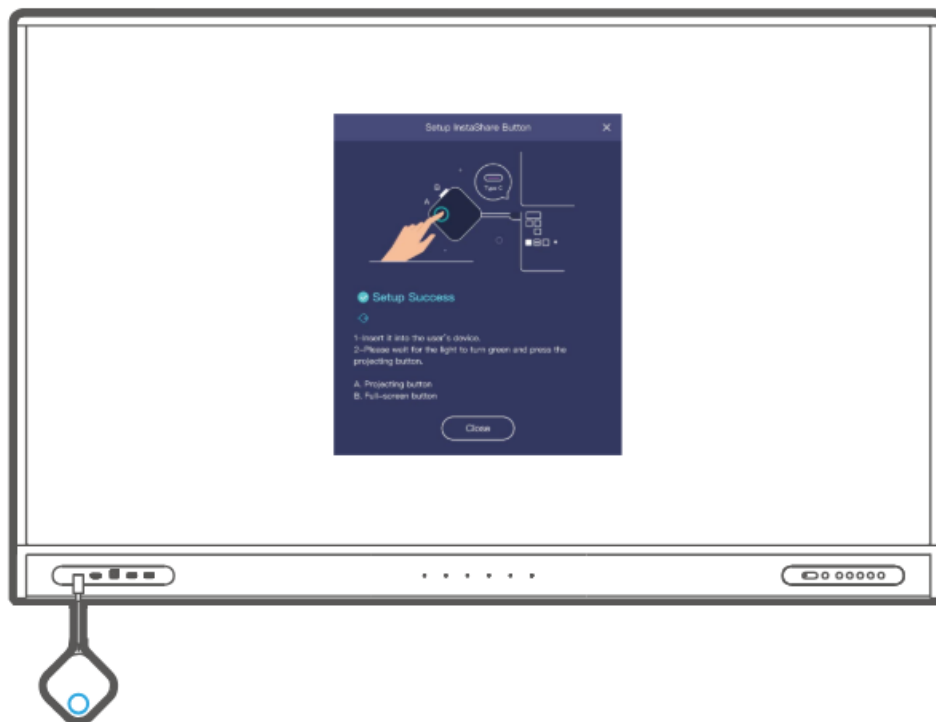 Setup InstaShare Button
Type-C
B
A
Setup Success
1-Insert it into the user's device.
2-Please wait for the light to turn green and press the
projecting button.
A. Projecting button
B. Full-screen button
Close